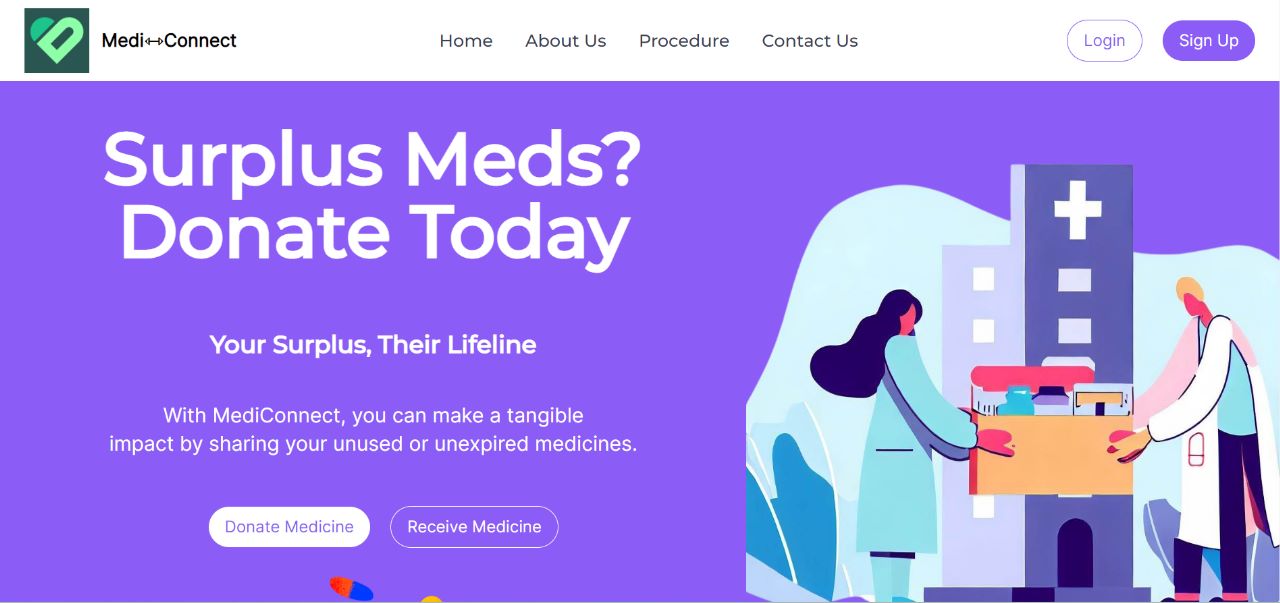 Medi↔Connect
Home
About Us
Procedure
Contact Us
Login
Sign Up
Surplus Meds?
Donate Today
Your Surplus, Their Lifeline
With MediConnect, you can make a tangible
impact by sharing your unused or unexpired medicines.
Donate Medicine
Receive Medicine